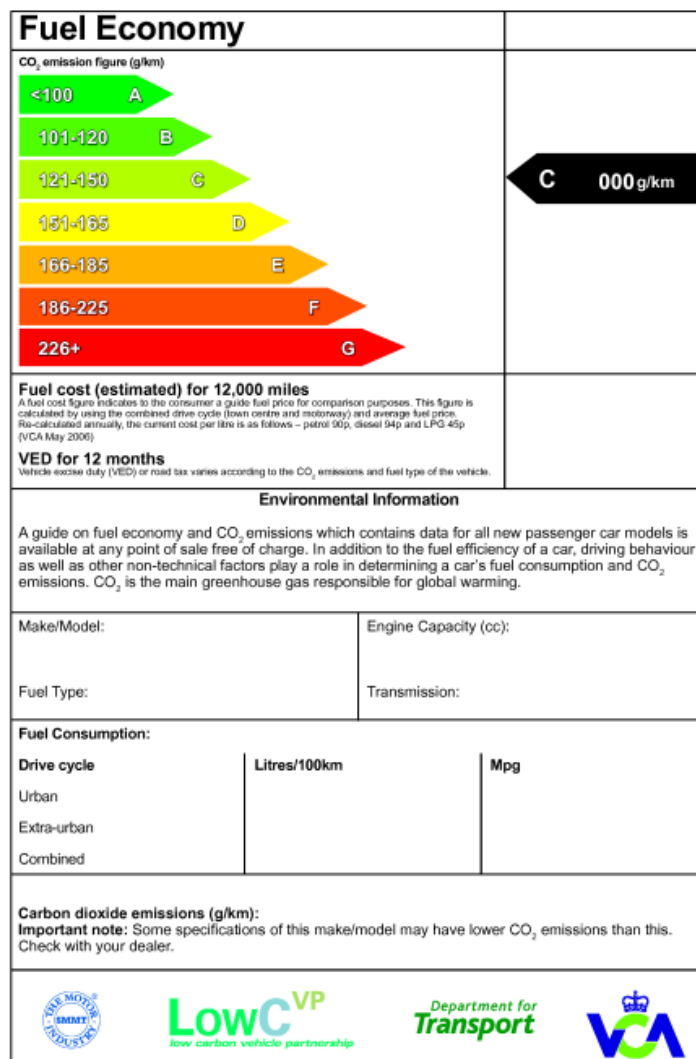 Fuel Economy
CO₂ emission figure (g/km)
<100 A
101-120 B
121-150 C
C 000 g/km
151-165 D
166-185 E
186-225 F
226+ G
Fuel cost (estimated) for 12,000 miles
A fuel cost figure indicates to the consumer a guide fuel price for comparison purposes. This figure is
calculated by using the combined drive cycle (town centre and motorway) and average fuel price.
Re-calculated annually, the current cost per litre is as follows – petrol 90p, diesel 94p and LPG 45p
(VCA May 2006)
VED for 12 months
Vehicle excise duty (VED) or road tax varies according to the CO₂ emissions and fuel type of the vehicle.
Environmental Information
A guide on fuel economy and CO₂ emissions which contains data for all new passenger car models is
available at any point of sale free of charge. In addition to the fuel efficiency of a car, driving behaviour
as well as other non-technical factors play a role in determining a car's fuel consumption and CO₂
emissions. CO₂ is the main greenhouse gas responsible for global warming.
Make/Model:
Engine Capacity (cc):
Fuel Type:
Transmission:
Fuel Consumption:
Drive cycle Litres/100km Mpg
Urban
Extra-urban
Combined
Carbon dioxide emissions (g/km):
Important note: Some specifications of this make/model may have lower CO₂ emissions than this.
Check with your dealer.
THE MOTOR
SMMT
INDUSTRY
®
LowCVP
low carbon vehicle partnership
Department for
Transport
VCA